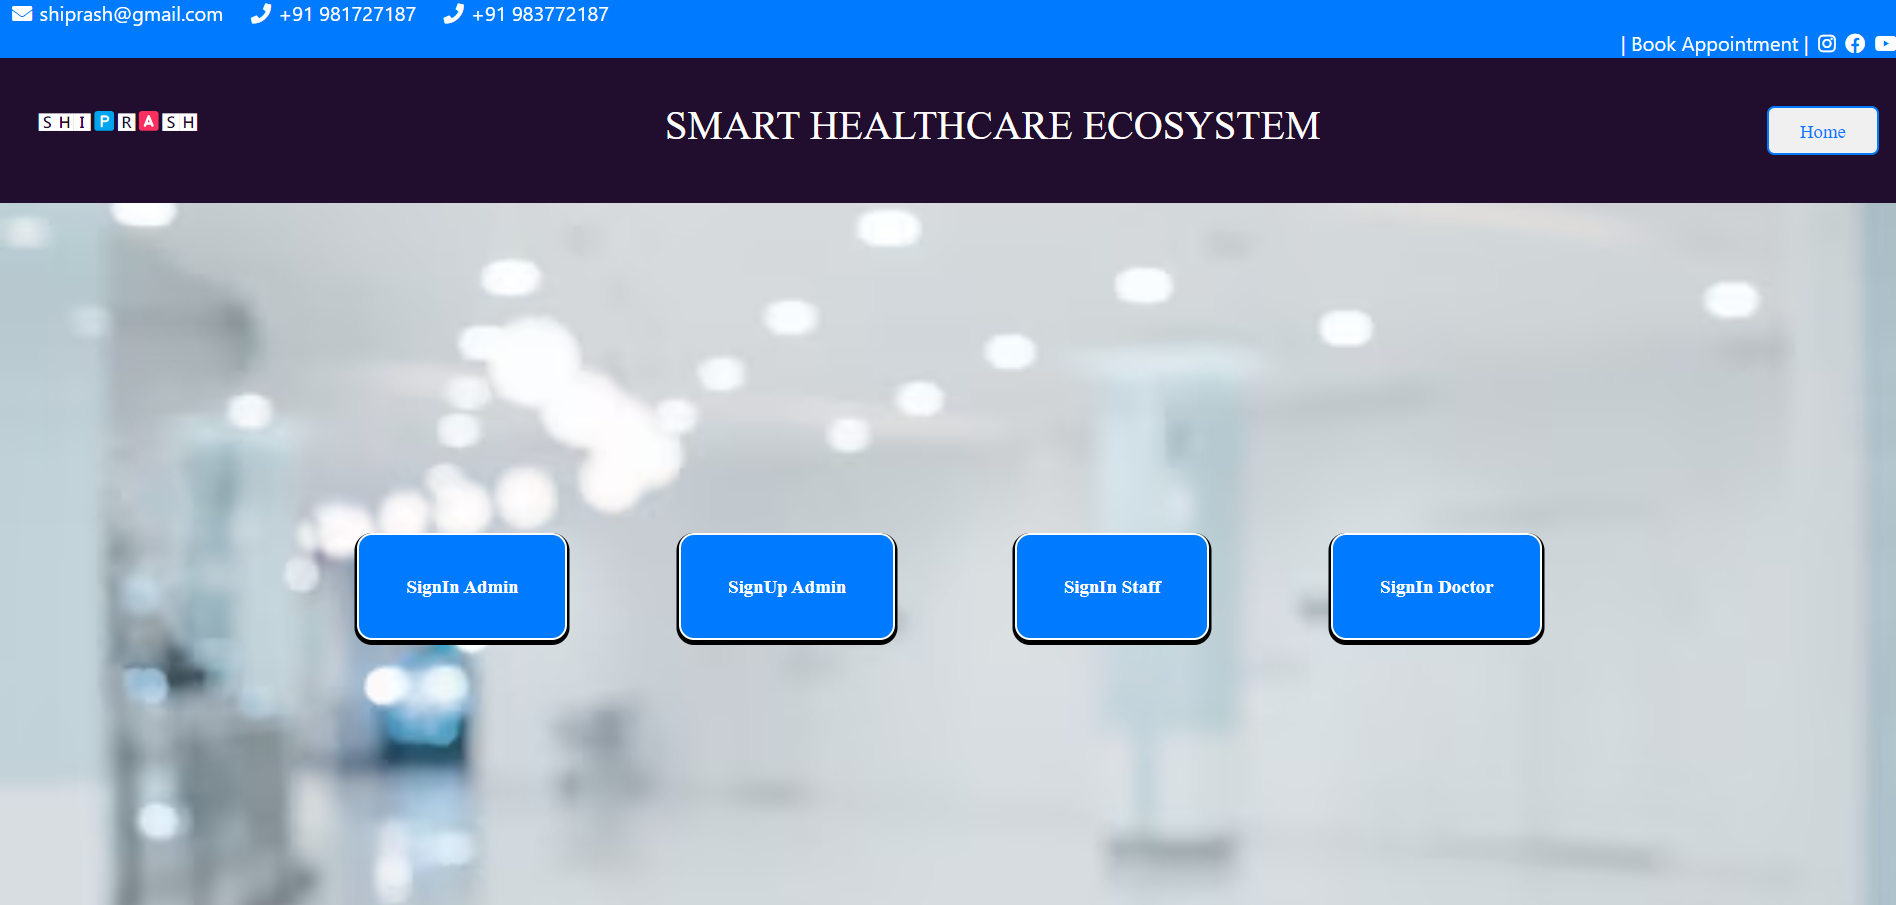 shiprash@gmail.com +91 981727187 +91 983772187
| Book Appointment |
SHIPRASH
SMART HEALTHCARE ECOSYSTEM
Home
SignIn Admin
SignUp Admin
SignIn Staff
SignIn Doctor